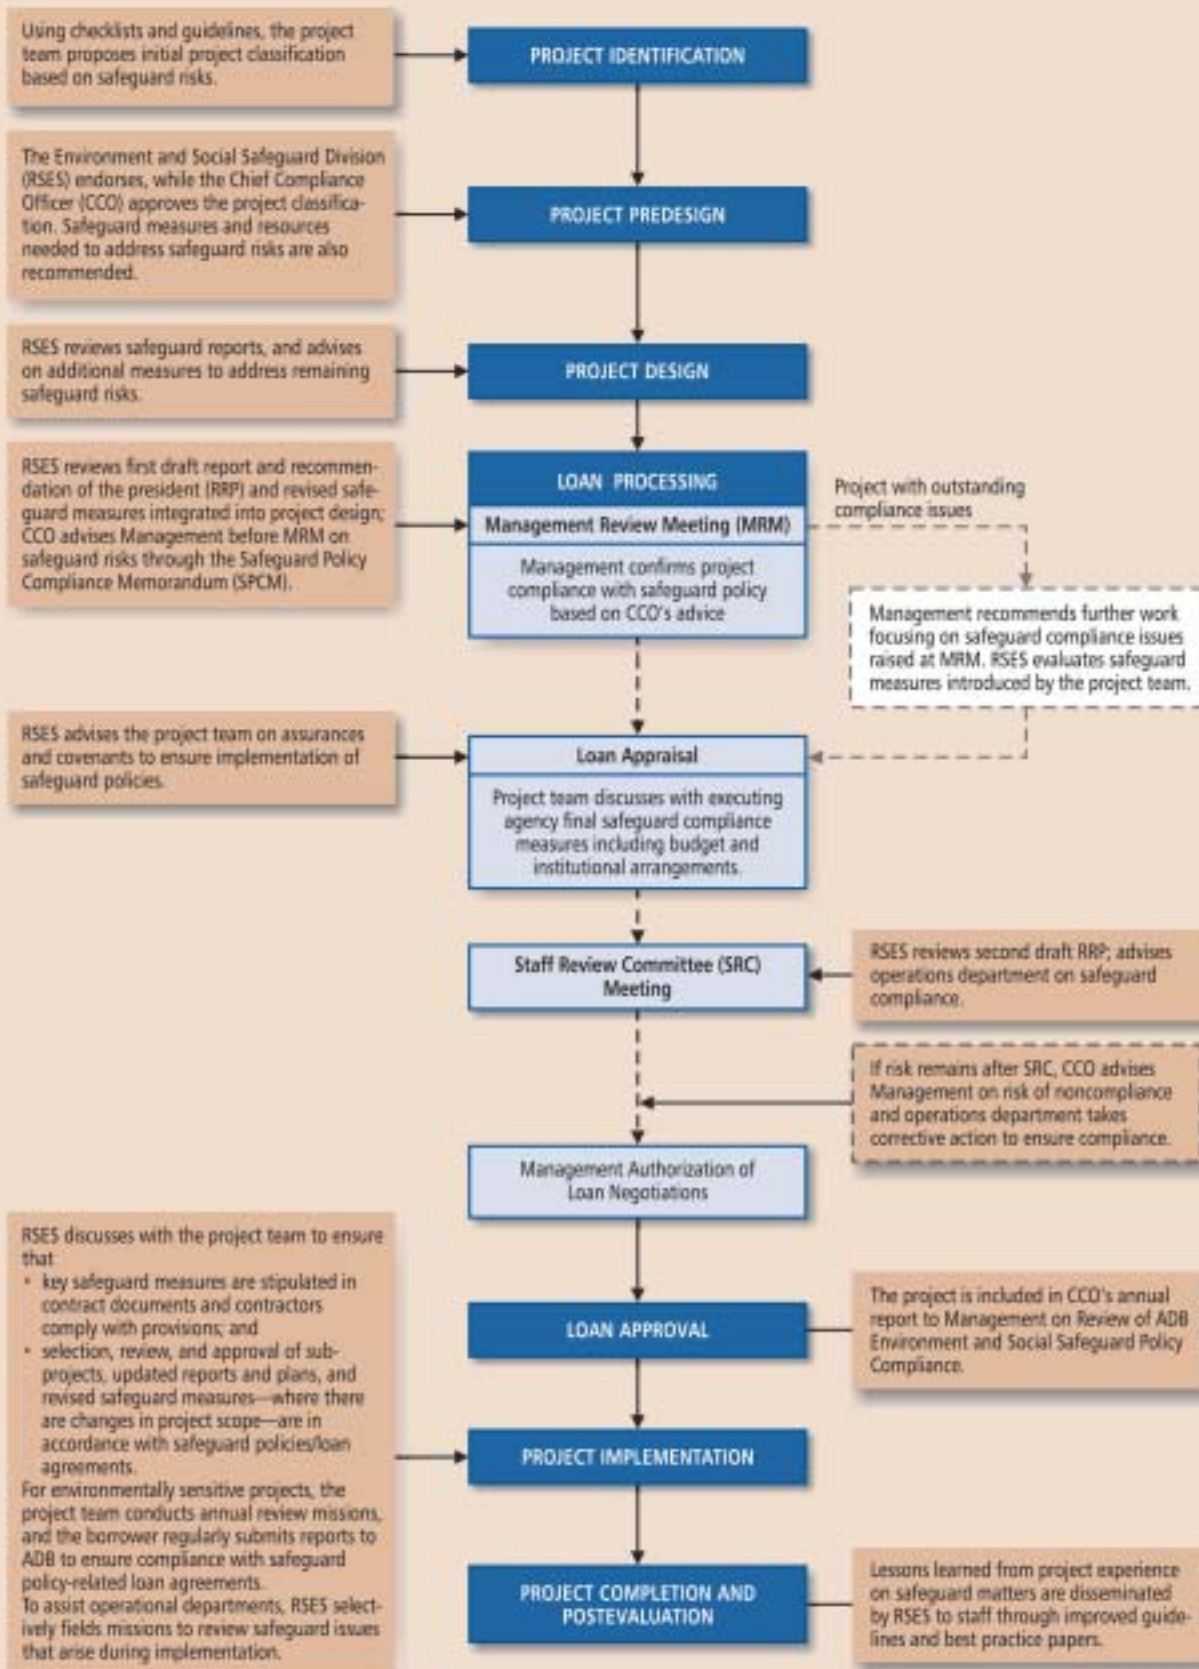 Using checklists and guidelines, the project
team proposes initial project classification
based on safeguard risks.
PROJECT IDENTIFICATION
The Environment and Social Safeguard Division
(RSES) endorses, while the Chief Compliance
Officer (CCO) approves the project classifica-
tion. Safeguard measures and resources
needed to address safeguard risks are also
recommended.
PROJECT PREDESIGN
RSES reviews safeguard reports, and advises
on additional measures to address remaining
safeguard risks.
PROJECT DESIGN
RSES reviews first draft report and recommen-
dation of the president (RRP) and revised safe-
guard measures integrated into project design;
CCO advises Management before MRM on
safeguard risks through the Safeguard Policy
Compliance Memorandum (SPCM).
LOAN PROCESSING
Management Review Meeting (MRM)
Management confirms project
compliance with safeguard policy
based on CCO's advice
Project with outstanding
compliance issues
Management recommends further work
focusing on safeguard compliance issues
raised at MRM. RSES evaluates safeguard
measures introduced by the project team.
RSES advises the project team on assurances
and covenants to ensure implementation of
safeguard policies.
Loan Appraisal
Project team discusses with executing
agency final safeguard compliance
measures including budget and
institutional arrangements.
Staff Review Committee (SRC)
Meeting
RSES reviews second draft RRP; advises
operations department on safeguard
compliance.
If risk remains after SRC, CCO advises
Management on risk of noncompliance
and operations department takes
corrective action to ensure compliance.
Management Authorization of
Loan Negotiations
RSES discusses with the project team to ensure
that
• key safeguard measures are stipulated in
contract documents and contractors
comply with provisions; and
• selection, review, and approval of sub-
projects, updated reports and plans, and
revised safeguard measures—where there
are changes in project scope—are in
accordance with safeguard policies/loan
agreements.
For environmentally sensitive projects, the
project team conducts annual review missions,
and the borrower regularly submits reports to
ADB to ensure compliance with safeguard
policy-related loan agreements.
To assist operational departments, RSES select-
ively fields missions to review safeguard issues
that arise during implementation.
LOAN APPROVAL
The project is included in CCO's annual
report to Management on Review of ADB
Environment and Social Safeguard Policy
Compliance.
PROJECT IMPLEMENTATION
PROJECT COMPLETION AND
POSTEVALUATION
Lessons learned from project experience
on safeguard matters are disseminated
by RSES to staff through improved guide-
lines and best practice papers.